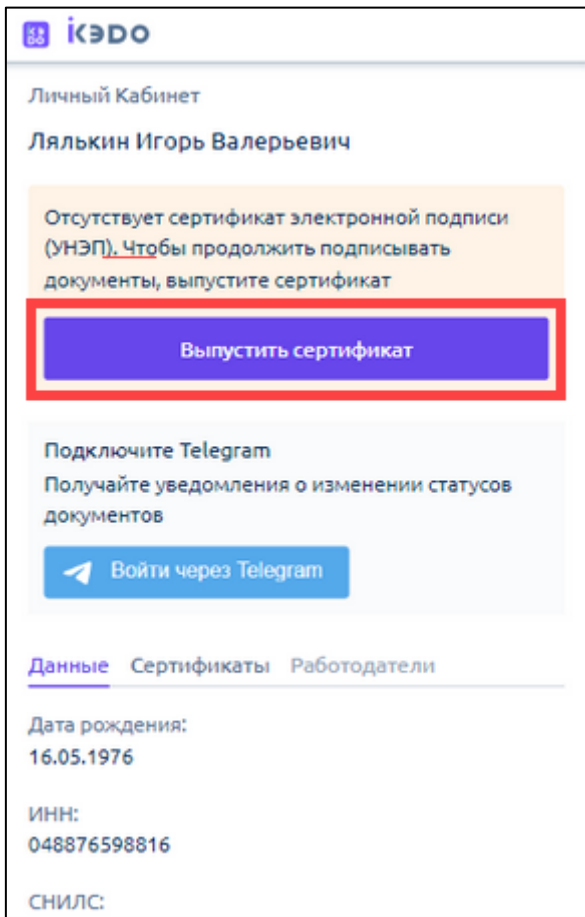 iКЭDO
Личный Кабинет
Лялькин Игорь Валерьевич
Отсутствует сертификат электронной подписи
(УНЭП). Чтобы продолжить подписывать
документы, выпустите сертификат
Выпустить сертификат
Подключите Telegram
Получайте уведомления о изменении статусов
документов
Войти через Telegram
Данные Сертификаты Работодатели
Дата рождения:
16.05.1976
ИНН:
048876598816
СНИЛС: